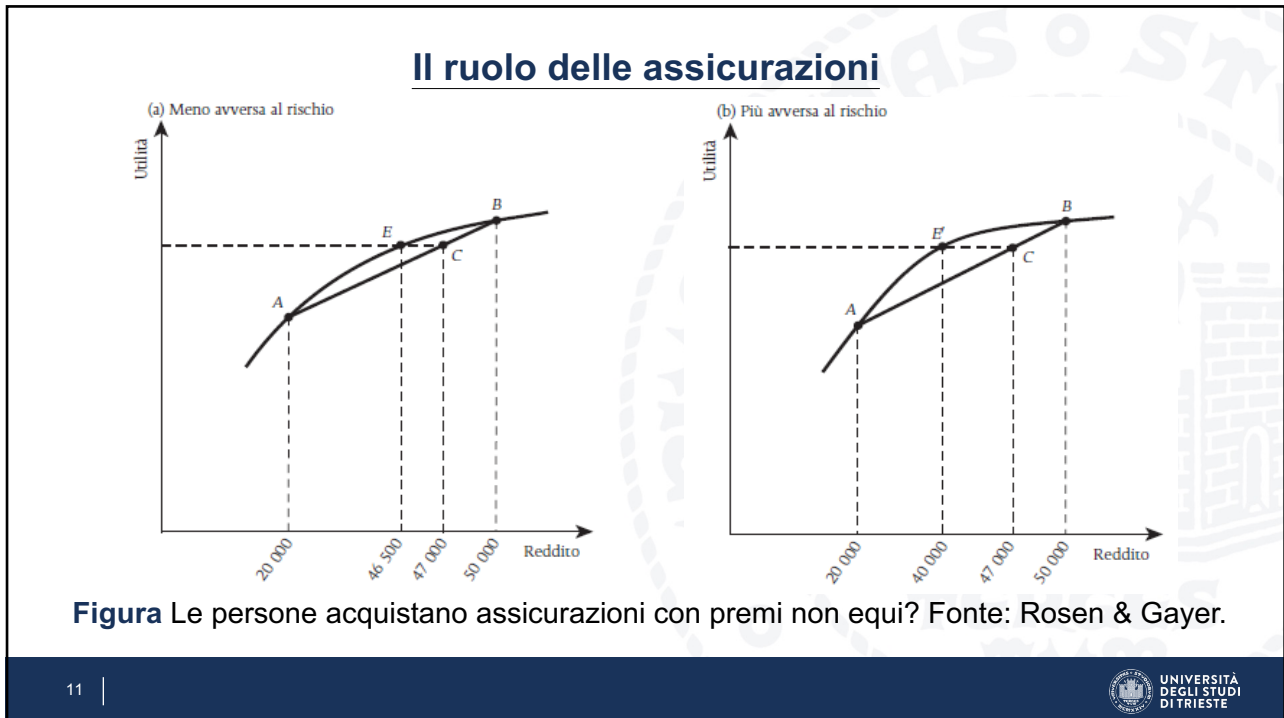 Il ruolo delle assicurazioni
(a) Meno avversa al rischio
Utilità
A
E
C
B
20 000
46 500
47 000
50 000
Reddito
(b) Più avversa al rischio
Utilità
A
E'
C
B
20 000
40 000
47 000
50 000
Reddito
Figura Le persone acquistano assicurazioni con premi non equi? Fonte: Rosen & Gayer.
11
UNIVERSITÀ
DEGLI STUDI
DI TRIESTE